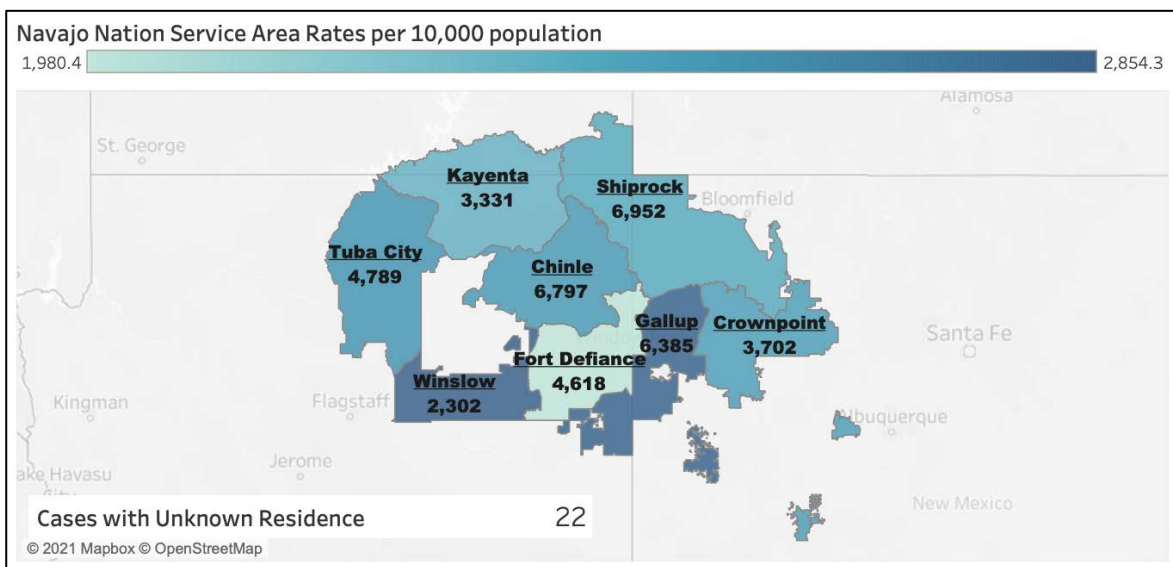 Navajo Nation Service Area Rates per 10,000 population
1,980.4
2,854.3
Alamosa
St. George
Kayenta
3,331
Shiprock
6,952
Bloomfield
Tuba City
4,789
Chinle
6,797
Gallup
6,385
Crownpoint
3,702
Santa Fe
Fort Defiance
4,618
Winslow
2,302
Kingman
Flagstaff
Albuquerque
Jerome
ake Havasu
City
New Mexico
Cases with Unknown Residence 22
© 2021 Mapbox © OpenStreetMap